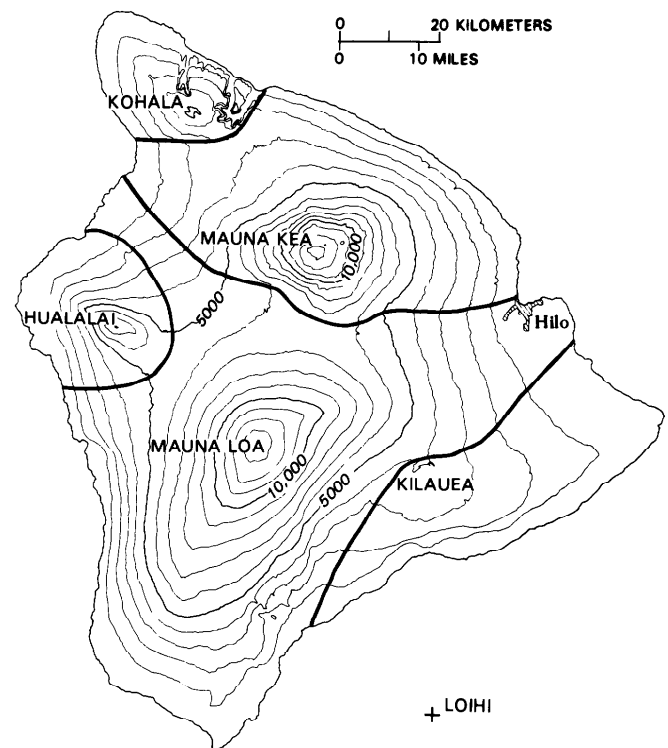 0 20 KILOMETERS
0 10 MILES
KOHALA
MAUNA KEA
10,000
5000
HUALALAI
Hilo
MAUNA LOA
10,000
5000
KILAUEA
LOIHI